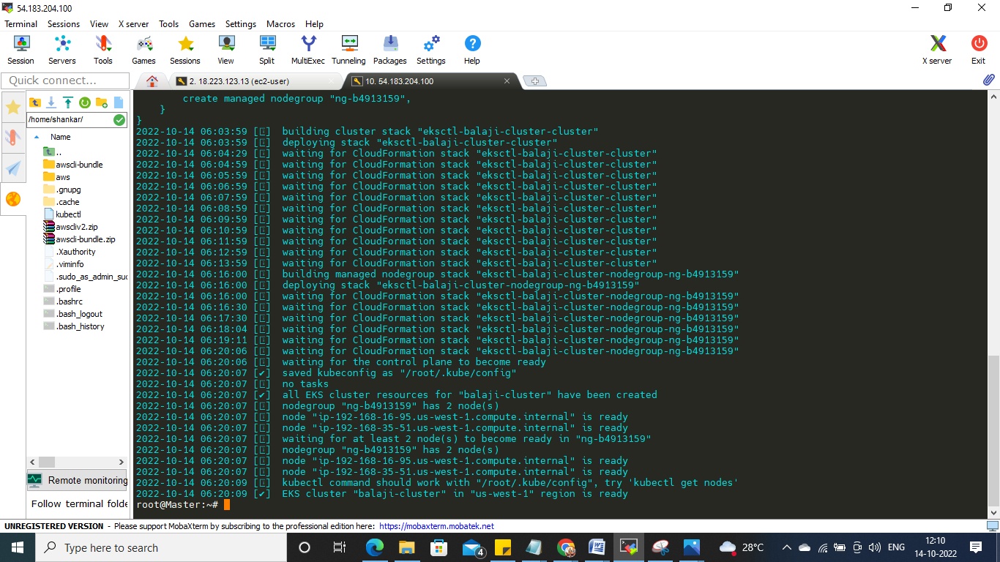 54.183.204.100
Terminal Sessions View X server Tools Games Settings Macros Help
Session Servers Tools Games Sessions View Split MultiExec Tunneling Packages Settings Help X server Exit
Quick connect...
2. 18.223.123.13 (ec2-user)
10. 54.183.204.100
/home/shankar/
Name
..
awscli-bundle
aws
.gnupg
.cache
kubectl
awscliv2.zip
awscli-bundle.zip
.Xauthority
.viminfo
.sudo_as_admin_suc
.profile
.bashrc
.bash_logout
.bash_history
Remote monitoring
Follow terminal folde
create managed nodegroup "ng-b4913159",
}
}
2022-10-14 06:03:59 [ℹ] building cluster stack "eksctl-balaji-cluster-cluster"
2022-10-14 06:03:59 [ℹ] deploying stack "eksctl-balaji-cluster-cluster"
2022-10-14 06:04:29 [ℹ] waiting for CloudFormation stack "eksctl-balaji-cluster-cluster"
2022-10-14 06:04:59 [ℹ] waiting for CloudFormation stack "eksctl-balaji-cluster-cluster"
2022-10-14 06:05:59 [ℹ] waiting for CloudFormation stack "eksctl-balaji-cluster-cluster"
2022-10-14 06:06:59 [ℹ] waiting for CloudFormation stack "eksctl-balaji-cluster-cluster"
2022-10-14 06:07:59 [ℹ] waiting for CloudFormation stack "eksctl-balaji-cluster-cluster"
2022-10-14 06:08:59 [ℹ] waiting for CloudFormation stack "eksctl-balaji-cluster-cluster"
2022-10-14 06:09:59 [ℹ] waiting for CloudFormation stack "eksctl-balaji-cluster-cluster"
2022-10-14 06:10:59 [ℹ] waiting for CloudFormation stack "eksctl-balaji-cluster-cluster"
2022-10-14 06:11:59 [ℹ] waiting for CloudFormation stack "eksctl-balaji-cluster-cluster"
2022-10-14 06:12:59 [ℹ] waiting for CloudFormation stack "eksctl-balaji-cluster-cluster"
2022-10-14 06:13:59 [ℹ] waiting for CloudFormation stack "eksctl-balaji-cluster-cluster"
2022-10-14 06:16:00 [ℹ] building managed nodegroup stack "eksctl-balaji-cluster-nodegroup-ng-b4913159"
2022-10-14 06:16:00 [ℹ] deploying stack "eksctl-balaji-cluster-nodegroup-ng-b4913159"
2022-10-14 06:16:00 [ℹ] waiting for CloudFormation stack "eksctl-balaji-cluster-nodegroup-ng-b4913159"
2022-10-14 06:16:30 [ℹ] waiting for CloudFormation stack "eksctl-balaji-cluster-nodegroup-ng-b4913159"
2022-10-14 06:17:30 [ℹ] waiting for CloudFormation stack "eksctl-balaji-cluster-nodegroup-ng-b4913159"
2022-10-14 06:18:04 [ℹ] waiting for CloudFormation stack "eksctl-balaji-cluster-nodegroup-ng-b4913159"
2022-10-14 06:19:11 [ℹ] waiting for CloudFormation stack "eksctl-balaji-cluster-nodegroup-ng-b4913159"
2022-10-14 06:20:06 [ℹ] waiting for CloudFormation stack "eksctl-balaji-cluster-nodegroup-ng-b4913159"
2022-10-14 06:20:06 [ℹ] waiting for the control plane to become ready
2022-10-14 06:20:07 [✔] saved kubeconfig as "/root/.kube/config"
2022-10-14 06:20:07 [ℹ] no tasks
2022-10-14 06:20:07 [✔] all EKS cluster resources for "balaji-cluster" have been created
2022-10-14 06:20:07 [ℹ] nodegroup "ng-b4913159" has 2 node(s)
2022-10-14 06:20:07 [ℹ] node "ip-192-168-16-95.us-west-1.compute.internal" is ready
2022-10-14 06:20:07 [ℹ] node "ip-192-168-35-51.us-west-1.compute.internal" is ready
2022-10-14 06:20:07 [ℹ] waiting for at least 2 node(s) to become ready in "ng-b4913159"
2022-10-14 06:20:07 [ℹ] nodegroup "ng-b4913159" has 2 node(s)
2022-10-14 06:20:07 [ℹ] node "ip-192-168-16-95.us-west-1.compute.internal" is ready
2022-10-14 06:20:07 [ℹ] node "ip-192-168-35-51.us-west-1.compute.internal" is ready
2022-10-14 06:20:09 [ℹ] kubectl command should work with "/root/.kube/config", try 'kubectl get nodes'
2022-10-14 06:20:09 [✔] EKS cluster "balaji-cluster" in "us-west-1" region is ready
root@Master:~#
UNREGISTERED VERSION - Please support MobaXterm by subscribing to the professional edition here: https://mobaxterm.mobatek.net
Type here to search
4
28°C
ENG
12:10
14-10-2022